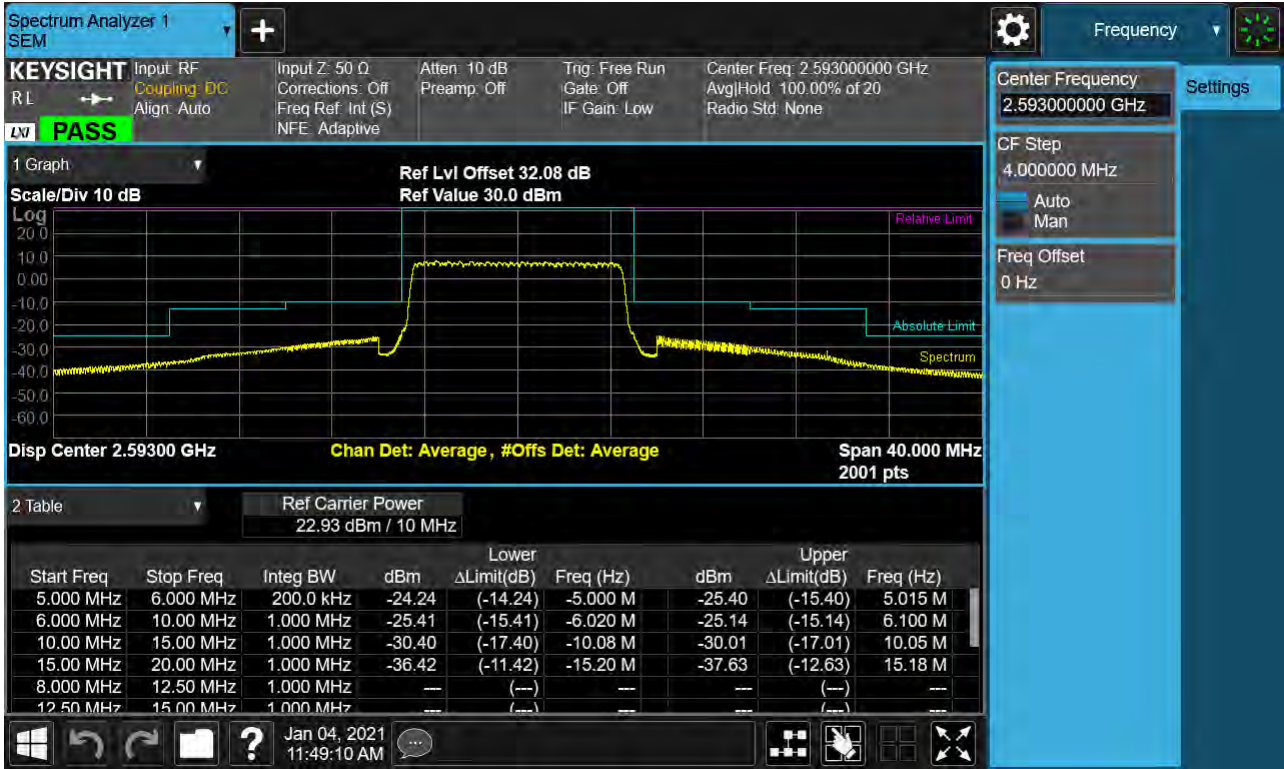 Spectrum Analyzer 1
SEM
Frequency
KEYSIGHT
R L
LXI
PASS
Input: RF
Coupling: DC
Align: Auto
Input Z: 50 Ω
Corrections: Off
Freq Ref: Int (S)
NFE: Adaptive
Atten: 10 dB
Preamp: Off
Trig: Free Run
Gate: Off
IF Gain: Low
Center Freq: 2.593000000 GHz
Avg|Hold: 100.00% of 20
Radio Std: None
Center Frequency
2.593000000 GHz
Settings
CF Step
4.000000 MHz
Auto
Man
Freq Offset
0 Hz
1 Graph
Scale/Div 10 dB
Ref Lvl Offset 32.08 dB
Ref Value 30.0 dBm
Log
Relative Limit
20.0
10.0
0.00
-10.0
-20.0
Absolute Limit
-30.0
Spectrum
-40.0
-50.0
-60.0
Disp Center 2.59300 GHz Chan Det: Average, #Offs Det: Average Span 40.000 MHz
2001 pts
2 Table
Ref Carrier Power
22.93 dBm / 10 MHz
Lower Upper
Start Freq Stop Freq Integ BW dBm ΔLimit(dB) Freq (Hz) dBm ΔLimit(dB) Freq (Hz)
5.000 MHz 6.000 MHz 200.0 kHz -24.24 (-14.24) -5.000 M -25.40 (-15.40) 5.015 M
6.000 MHz 10.00 MHz 1.000 MHz -25.41 (-15.41) -6.020 M -25.14 (-15.14) 6.100 M
10.00 MHz 15.00 MHz 1.000 MHz -30.40 (-17.40) -10.08 M -30.01 (-17.01) 10.05 M
15.00 MHz 20.00 MHz 1.000 MHz -36.42 (-11.42) -15.20 M -37.63 (-12.63) 15.18 M
8.000 MHz 12.50 MHz 1.000 MHz --- (---) --- --- (---) ---
12.50 MHz 15.00 MHz 1.000 MHz --- (---) --- --- (---) ---
Jan 04, 2021
11:49:10 AM